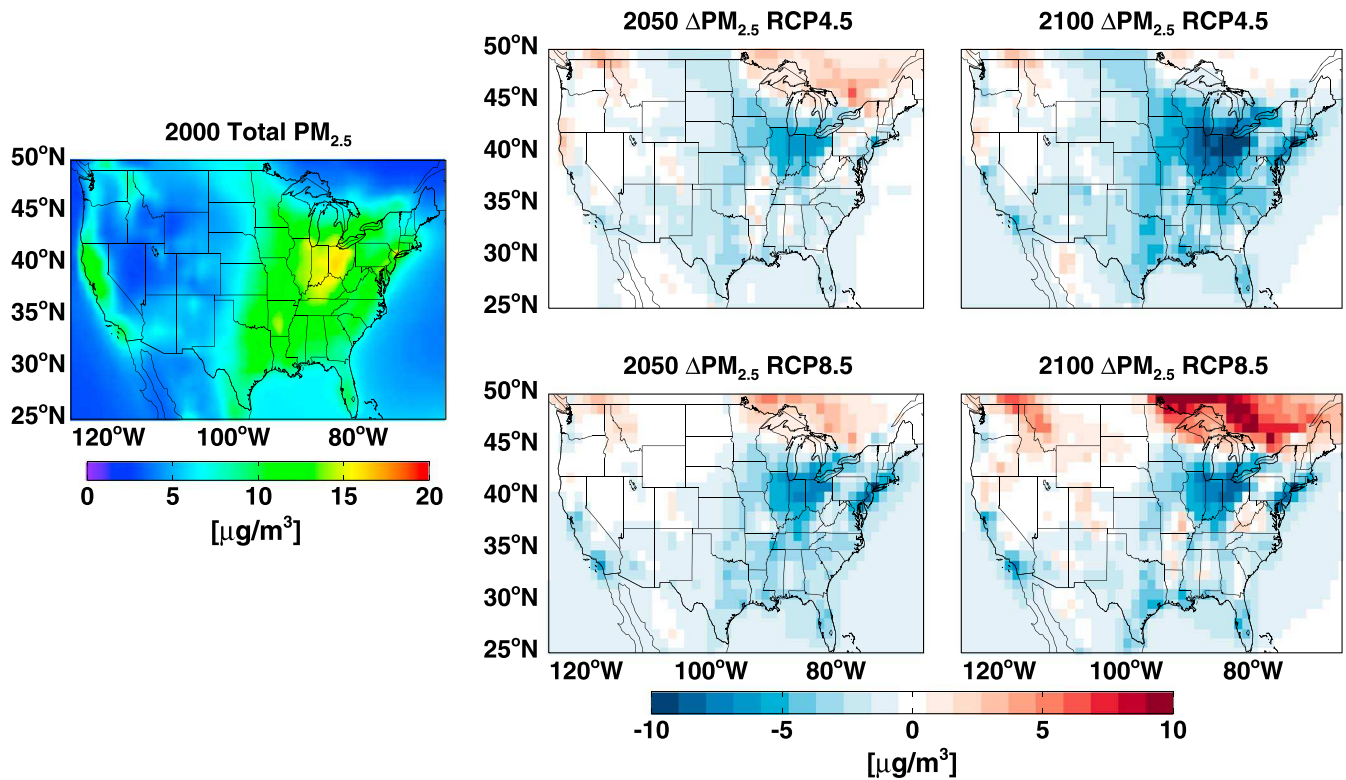 2000 Total PM₂.₅
50°N
45°N
40°N
35°N
30°N
25°N
120°W 100°W 80°W
0 5 10 15 20
[μg/m³]
2050 ΔPM₂.₅ RCP4.5
2100 ΔPM₂.₅ RCP4.5
50°N
45°N
40°N
35°N
30°N
25°N
2050 ΔPM₂.₅ RCP8.5
2100 ΔPM₂.₅ RCP8.5
50°N
45°N
40°N
35°N
30°N
25°N
120°W 100°W 80°W
120°W 100°W 80°W
-10 -5 0 5 10
[μg/m³]